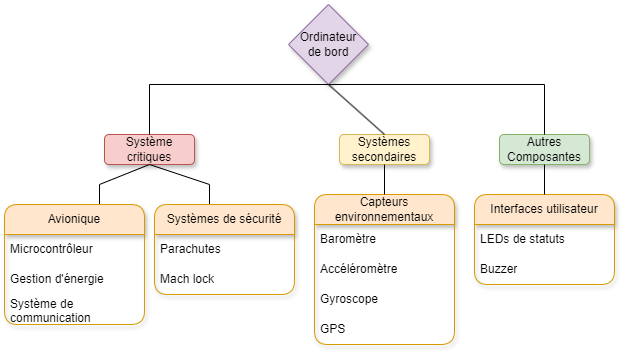 Ordinateur
de bord
Système
critiques
Systèmes
secondaires
Autres
Composantes
Avionique
Microcontrôleur
Gestion d'énergie
Système de
communication
Systèmes de sécurité
Parachutes
Mach lock
Capteurs
environnementaux
Baromètre
Accéléromètre
Gyroscope
GPS
Interfaces utilisateur
LEDs de statuts
Buzzer